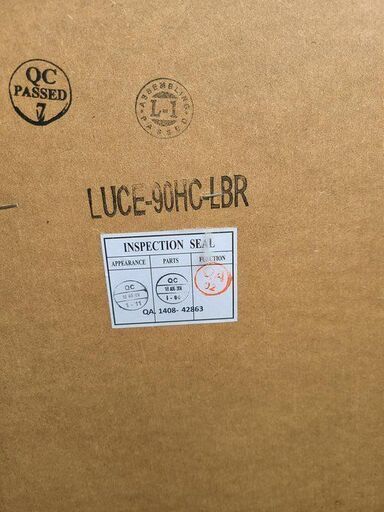 QC
PASSED
7
ASSEMBLING
L-1
PASSED
LUCE-90HC-LBR
INSPECTION SEAL
APPEARANCE PARTS FUNCTION
QC
QC
QA. 1408- 42863